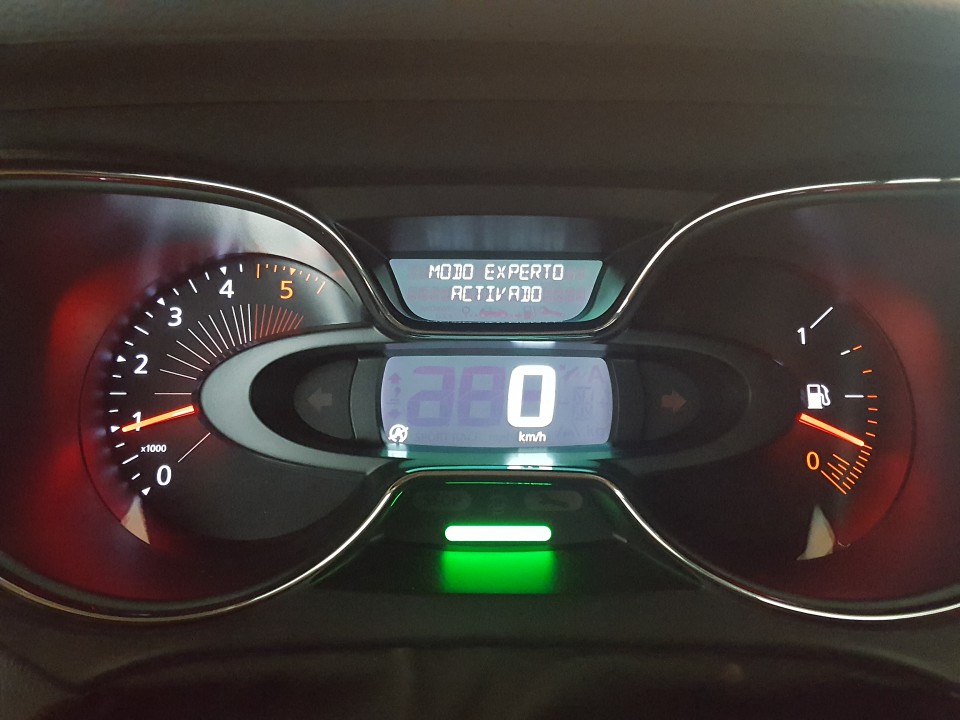 MODO EXPERTO
ACTIVADO
5
4
3
2
1
x1000
0
0
km/h
1
0